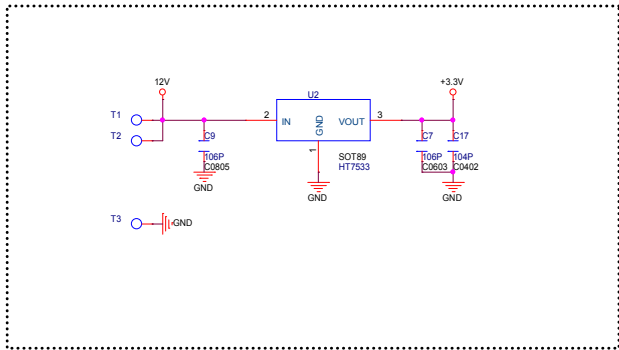 12V
+3.3V
U2
T1
2
IN
GND
VOUT
3
T2
C9
1
C7
C17
106P
SOT89
106P
104P
C0805
HT7533
C0603
C0402
GND
GND
GND
T3
GND